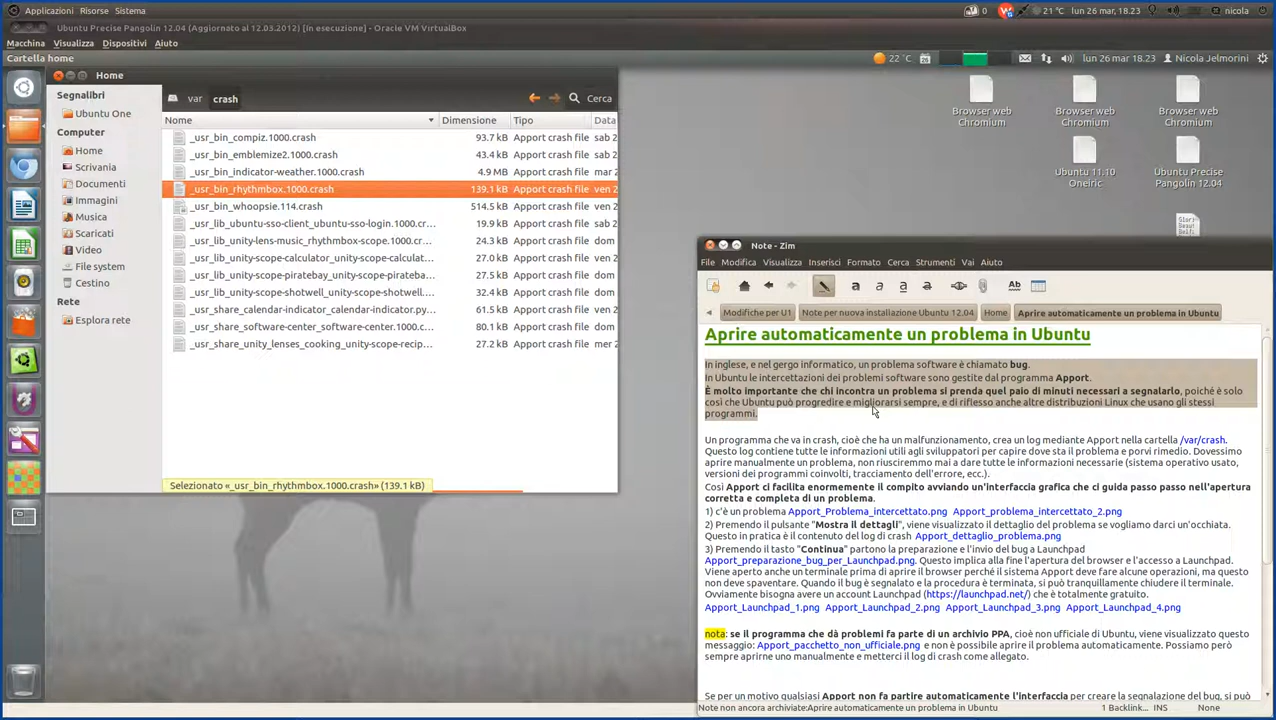 Applicazioni Risorse Sistema
0 21 °C lun 26 mar, 18.23 nicola
Ubuntu Precise Pangolin 12.04 (Aggiornato al 12.03.2012) [In esecuzione] - Oracle VM VirtualBox
Macchina Visualizza Dispositivi Aiuto
Cartella home
22 °C lun 26 mar 18.23 Nicola Jelmorini
Home
Segnalibri
Ubuntu One
Computer
Home
Scrivania
Documenti
Immagini
Musica
Scaricati
Video
File system
Cestino
Rete
Esplora rete
var crash Cerca
Nome Dimensione Tipo Data
_usr_bin_compiz.1000.crash 93.7 kB Apport crash file sab 2
_usr_bin_emblemize2.1000.crash 43.4 kB Apport crash file sab 2
_usr_bin_indicator-weather.1000.crash 4.9 MB Apport crash file mar 2
_usr_bin_rhythmbox.1000.crash 139.1 kB Apport crash file ven 2
_usr_bin_whoopsie.114.crash 514.5 kB Apport crash file ven 2
_usr_lib_ubuntu-sso-client_ubuntu-sso-login.1000.cr... 19.9 kB Apport crash file sab 2
_usr_lib_unity-lens-music_rhythmbox-scope.1000.cr... 24.3 kB Apport crash file dom
_usr_lib_unity-scope-calculator_unity-scope-calculat... 27.0 kB Apport crash file dom
_usr_lib_unity-scope-piratebay_unity-scope-pirateba... 27.5 kB Apport crash file dom
_usr_lib_unity-scope-shotwell_unity-scope-shotwell... 32.4 kB Apport crash file dom
_usr_share_calendar-indicator_calendar-indicator.py... 61.5 kB Apport crash file dom
_usr_share_software-center_software-center.1000.c... 80.1 kB Apport crash file dom
_usr_share_unity_lenses_cooking_unity-scope-recip... 27.2 kB Apport crash file mer 2
Selezionato «_usr_bin_rhythmbox.1000.crash» (139.1 kB)
Browser web
Chromium
Browser web
Chromium
Browser web
Chromium
Ubuntu 11.10
Oneiric
Ubuntu Precise
Pangolin 12.04
Note - Zim
File Modifica Visualizza Inserisci Formato Cerca Strumenti Vai Aiuto
a a a a Ab
Modifiche per U1 Note per nuova installazione Ubuntu 12.04 Home Aprire automaticamente un problema in Ubuntu
Aprire automaticamente un problema in Ubuntu
In inglese, e nel gergo informatico, un problema software è chiamato bug.
In Ubuntu le intercettazioni dei problemi software sono gestite dal programma Apport.
È molto importante che chi incontra un problema si prenda quel paio di minuti necessari a segnalarlo, poiché è solo
così che Ubuntu può progredire e migliorarsi sempre, e di riflesso anche altre distribuzioni Linux che usano gli stessi
programmi.
Un programma che va in crash, cioè che ha un malfunzionamento, crea un log mediante Apport nella cartella /var/crash.
Questo log contiene tutte le informazioni utili agli sviluppatori per capire dove sta il problema e porvi rimedio. Dovessimo
aprire manualmente un problema, non riusciremmo mai a dare tutte le informazioni necessarie (sistema operativo usato,
versioni dei programmi coinvolti, tracciamento dell'errore, ecc.).
Così Apport ci facilita enormemente il compito avviando un'interfaccia grafica che ci guida passo passo nell'apertura
corretta e completa di un problema.
1) c'è un problema Apport_Problema_intercettato.png Apport_problema_intercettato_2.png
2) Premendo il pulsante "Mostra il dettagli", viene visualizzato il dettaglio del problema se vogliamo darci un'occhiata.
Questo in pratica è il contenuto del log di crash Apport_dettaglio_problema.png
3) Premendo il tasto "Continua" partono la preparazione e l'invio del bug a Launchpad
Apport_preparazione_bug_per_Launchpad.png. Questo implica alla fine l'apertura del browser e l'accesso a Launchpad.
Viene aperto anche un terminale prima di aprire il browser perché il sistema Apport deve fare alcune operazioni, ma questo
non deve spaventare. Quando il bug è segnalato e la procedura è terminata, si può tranquillamente chiudere il terminale.
Ovviamente bisogna avere un account Launchpad (https://launchpad.net/) che è totalmente gratuito.
Apport_Launchpad_1.png Apport_Launchpad_2.png Apport_Launchpad_3.png Apport_Launchpad_4.png
nota: se il programma che dà problemi fa parte di un archivio PPA, cioè non ufficiale di Ubuntu, viene visualizzato questo
messaggio: Apport_pacchetto_non_ufficiale.png e non è possibile aprire il problema automaticamente. Possiamo però
sempre aprirne uno manualmente e metterci il log di crash come allegato.
Se per un motivo qualsiasi Apport non fa partire automaticamente l'interfaccia per creare la segnalazione del bug, si può
Note non ancora archiviate:Aprire automaticamente un problema in Ubuntu 1 Backlink... INS None